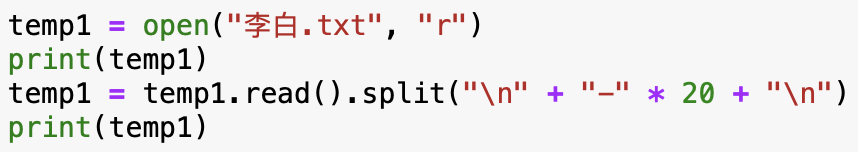 temp1 = open("李白.txt", "r")
print(temp1)
temp1 = temp1.read().split("\n" + "-" * 20 + "\n")
print(temp1)